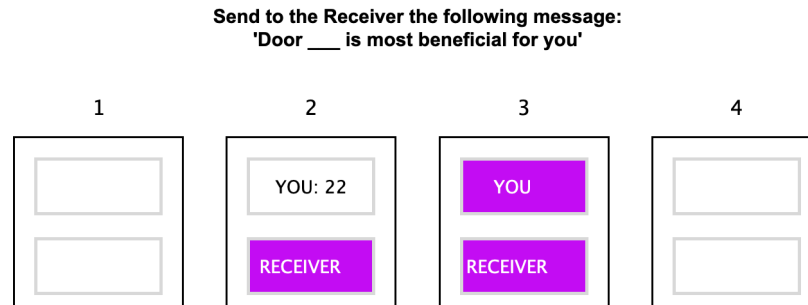 Send to the Receiver the following message:
'Door ___ is most beneficial for you'
1 2 3 4
YOU: 22 YOU
RECEIVER RECEIVER